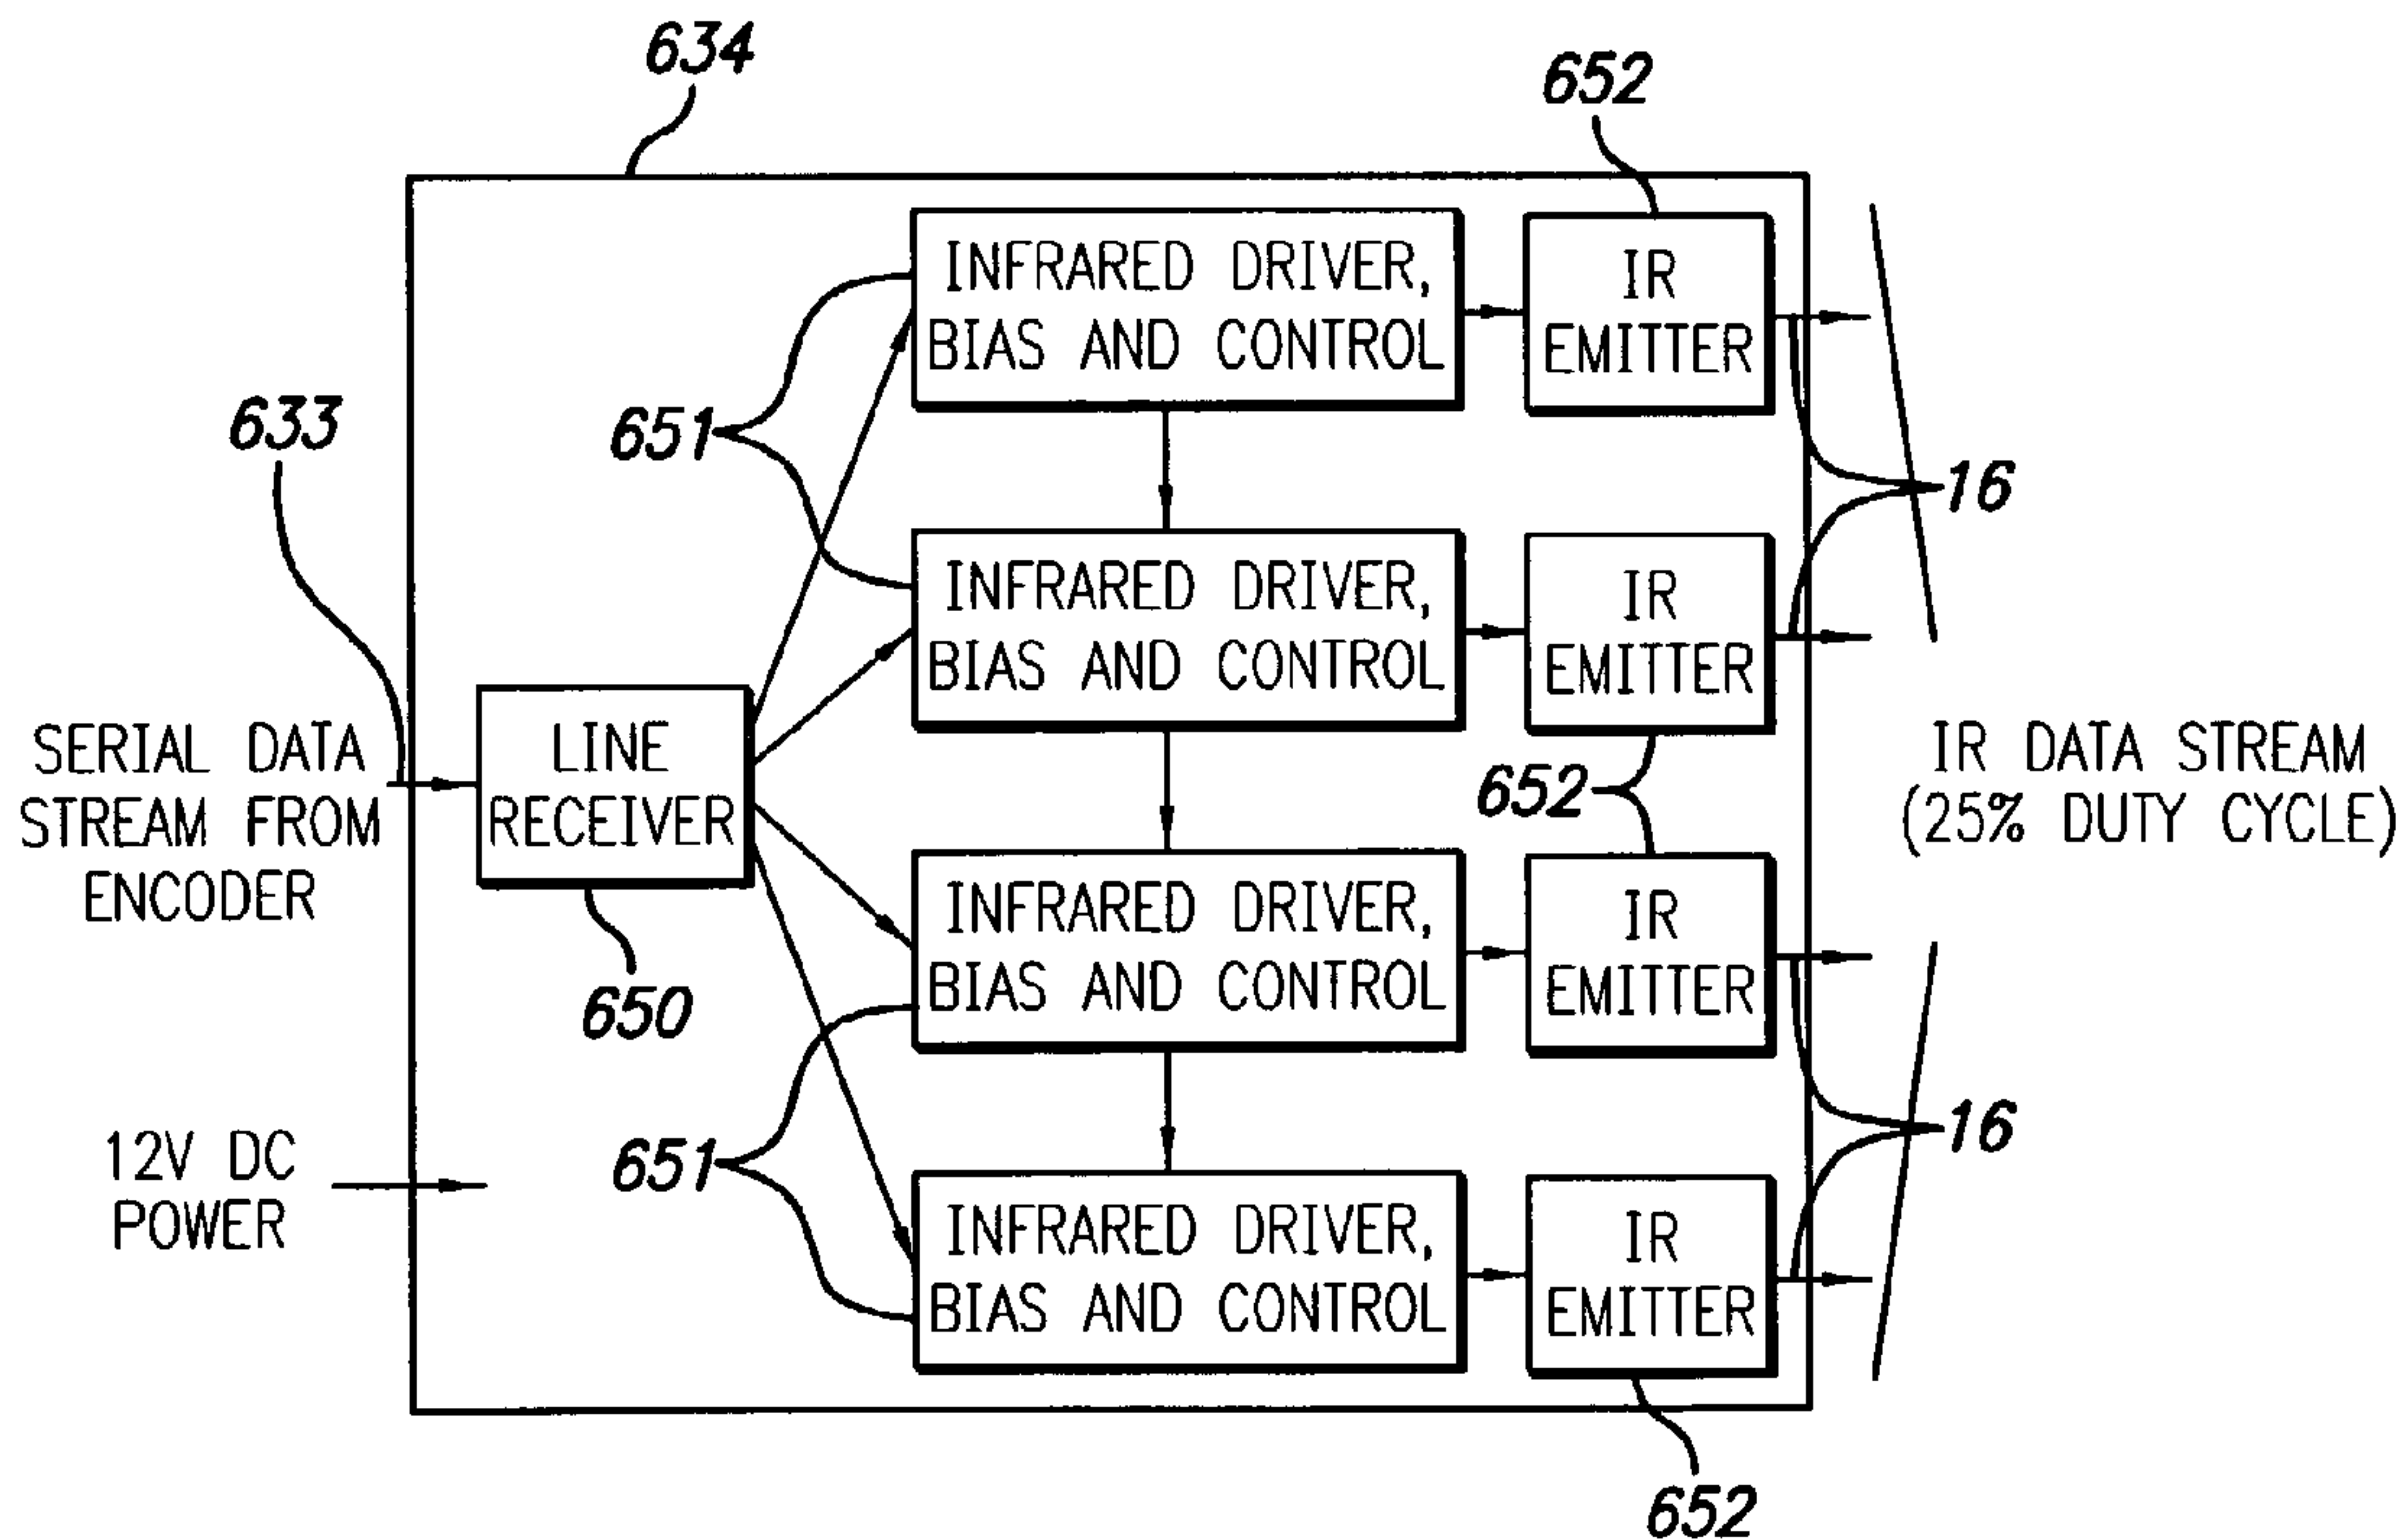 634
652
INFRARED DRIVER,
BIAS AND CONTROL
IR
EMITTER
633
651
16
INFRARED DRIVER,
BIAS AND CONTROL
IR
EMITTER
SERIAL DATA
STREAM FROM
ENCODER
LINE
RECEIVER
652
IR DATA STREAM
(25% DUTY CYCLE)
650
INFRARED DRIVER,
BIAS AND CONTROL
IR
EMITTER
12V DC
POWER
651
16
INFRARED DRIVER,
BIAS AND CONTROL
IR
EMITTER
652